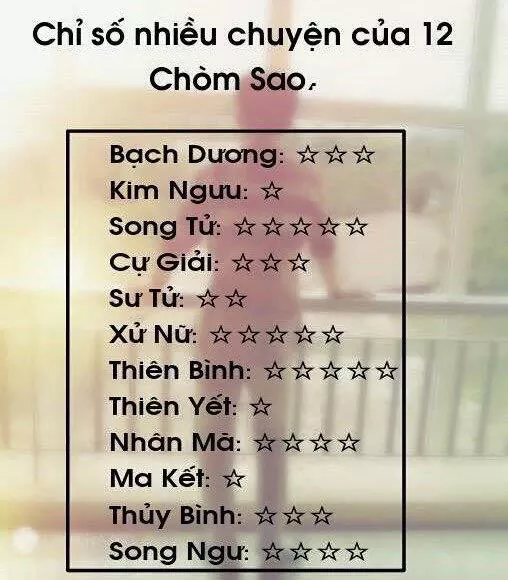 Chỉ số nhiều chuyện của 12
Chòm Sao,
Bạch Dương: ☆☆☆
Kim Ngưu: ☆
Song Tử: ☆☆☆☆☆
Cự Giải: ☆☆☆
Sư Tử: ☆☆
Xử Nữ: ☆☆☆☆☆
Thiên Bình: ☆☆☆☆☆
Thiên Yết: ☆
Nhân Mã: ☆☆☆☆
Ma Kết: ☆
Thủy Bình: ☆☆☆
Song Ngư: ☆☆☆☆